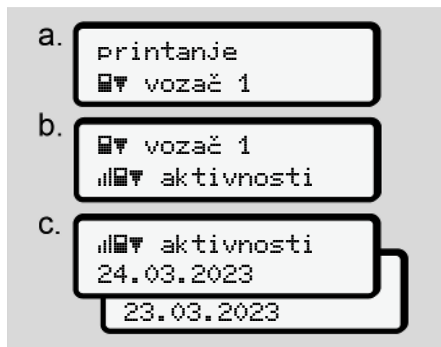 a.
printanje
vozač 1
b.
vozač 1
aktivnosti
c.
aktivnosti
24.03.2023
23.03.2023